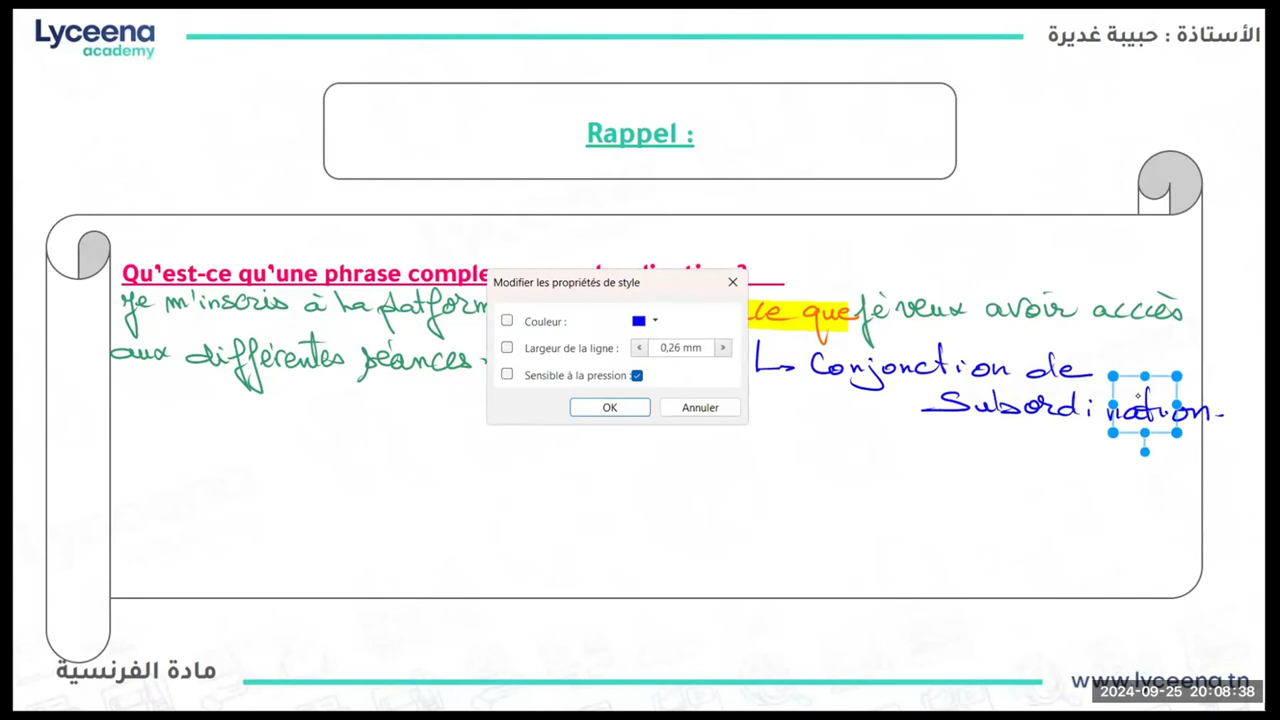 Lyceena
academy
الأستاذة : حبيبة غديرة
Rappel :
Qu'est-ce qu'une phrase comple
Modifier les propriétés de style
Couleur :
Largeur de la ligne : 0,26 mm
Sensible à la pression :
OK Annuler
Je m'inscris à la platform ce que je veux avoir accès
aux différentes séances.
↳ Conjonction de
Subordination.
مادة الفرنسية
www.lyceena.tn
2024-09-25 20:08:38